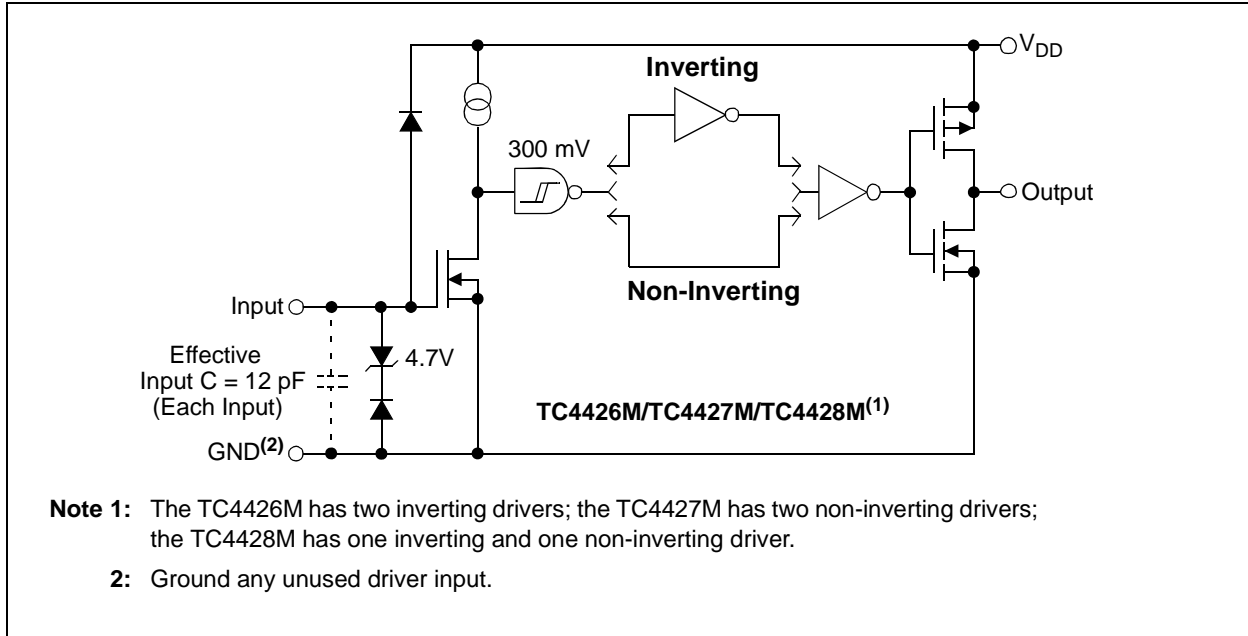 V_DD
Inverting
300 mV
Output
Non-Inverting
Input
4.7V
Effective
Input C = 12 pF
(Each Input)
TC4426M/TC4427M/TC4428M(1)
GND(2)
Note 1: The TC4426M has two inverting drivers; the TC4427M has two non-inverting drivers;
the TC4428M has one inverting and one non-inverting driver.
2: Ground any unused driver input.